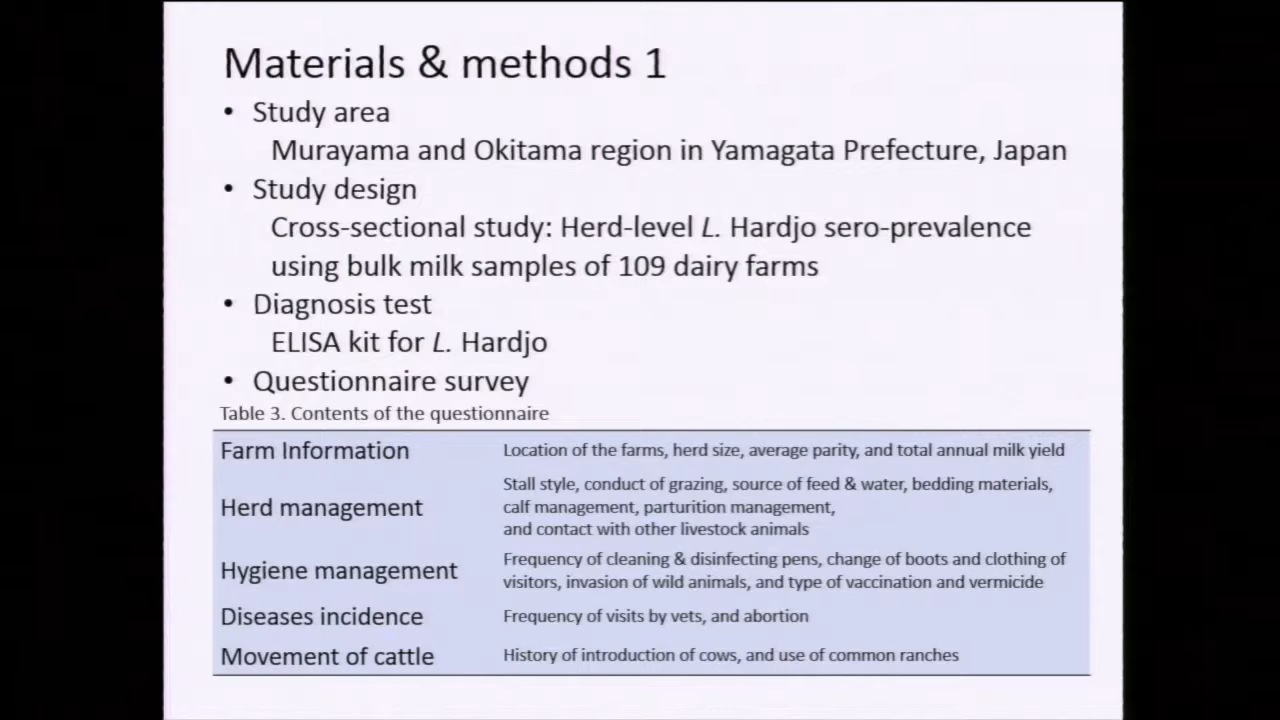 Materials & methods 1
• Study area
Murayama and Okitama region in Yamagata Prefecture, Japan
• Study design
Cross-sectional study: Herd-level L. Hardjo sero-prevalence
using bulk milk samples of 109 dairy farms
• Diagnosis test
ELISA kit for L. Hardjo
• Questionnaire survey
Table 3. Contents of the questionnaire
Farm Information Location of the farms, herd size, average parity, and total annual milk yield
Herd management Stall style, conduct of grazing, source of feed & water, bedding materials,
calf management, parturition management,
and contact with other livestock animals
Hygiene management Frequency of cleaning & disinfecting pens, change of boots and clothing of
visitors, invasion of wild animals, and type of vaccination and vermicide
Diseases incidence Frequency of visits by vets, and abortion
Movement of cattle History of introduction of cows, and use of common ranches